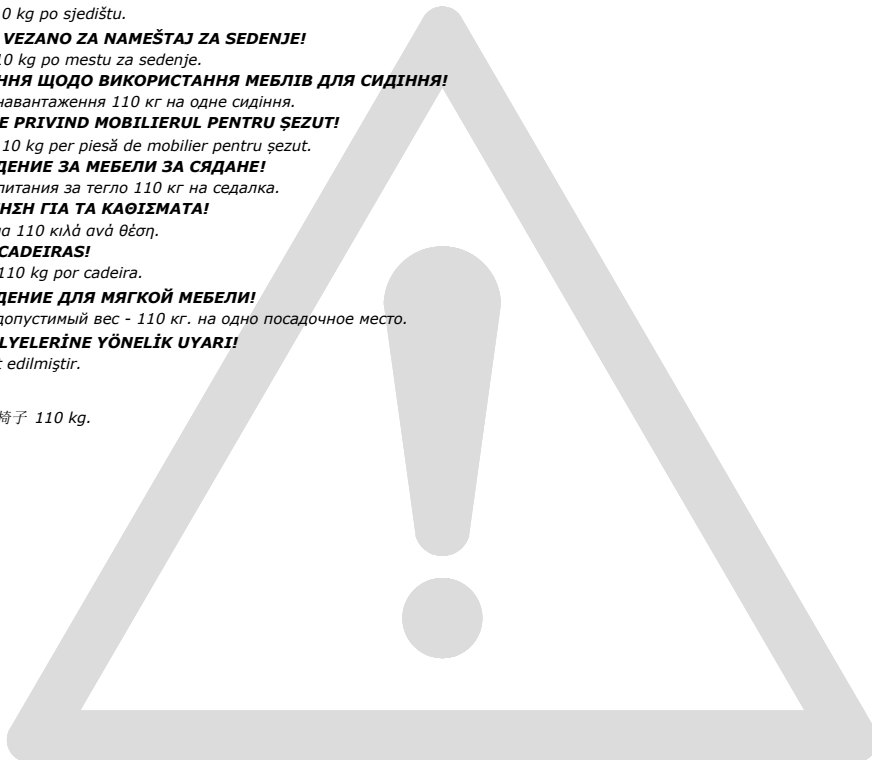 0 kg po sjedištu.
VEZANO ZA NAMEŠTAJ ZA SEDENJE!
10 kg po mestu za sedenje.
ННЯ ЩОДО ВИКОРИСТАННЯ МЕБЛІВ ДЛЯ СИДІННЯ!
навантаження 110 кг на одне сидіння.
E PRIVIND MOBILIERUL PENTRU ȘEZUT!
10 kg per piesă de mobilier pentru șezut.
ДЕНИЕ ЗА МЕБЕЛИ ЗА СЯДАНЕ!
питания за тегло 110 кг на седалка.
ΗΣΗ ΓΙΑ ΤΑ ΚΑΘΙΣΜΑΤΑ!
α 110 κιλά ανά θέση.
CADEIRAS!
110 kg por cadeira.
ДЕНИЕ ДЛЯ МЯГКОЙ МЕБЕЛИ!
допустимый вес - 110 кг. на одно посадочное место.
LYELERİNE YÖNELİK UYARI!
t edilmiştir.
椅子 110 kg.